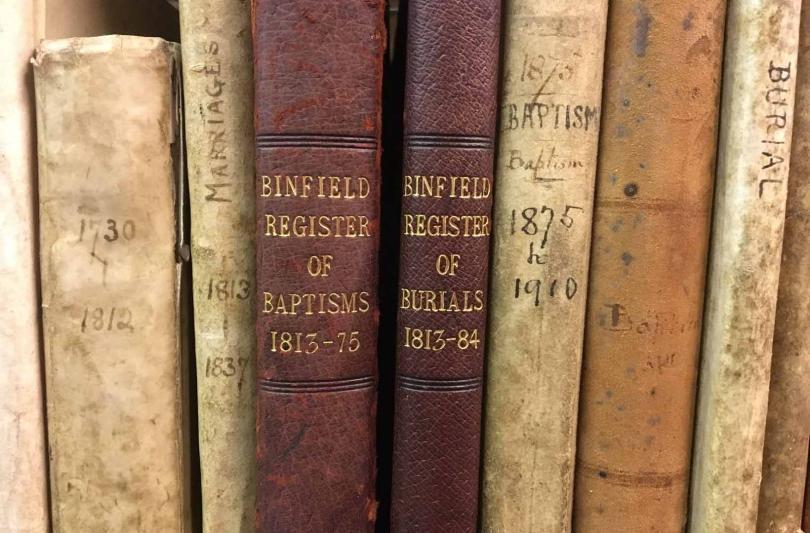 1730
1812
MARRIAGES
1813
1837
BINFIELD
REGISTER
OF
BAPTISMS
1813-75
BINFIELD
REGISTER
OF
BURIALS
1813-84
1875
BAPTISM
Baptism
1875
to
1910
BURIAL